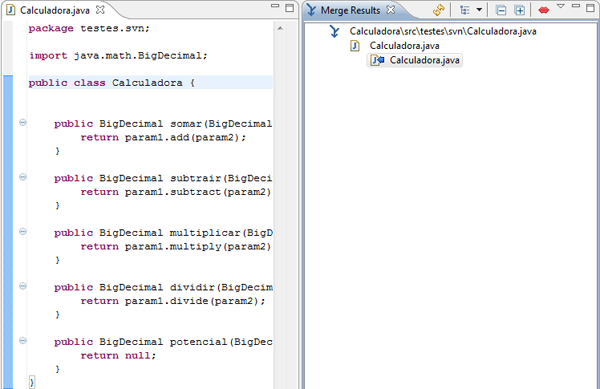 Calculadora.java
package testes.svn;
import java.math.BigDecimal;
public class Calculadora {
public BigDecimal somar(BigDecimal
return param1.add(param2);
}
public BigDecimal subtrair(BigDeci
return param1.subtract(param2)
}
public BigDecimal multiplicar(BigD
return param1.multiply(param2)
}
public BigDecimal dividir(BigDecim
return param1.divide(param2);
}
public BigDecimal potencial(BigDec
return null;
}
}
Merge Results
Calculadora\src\testes\svn\Calculadora.java
Calculadora.java
Calculadora.java